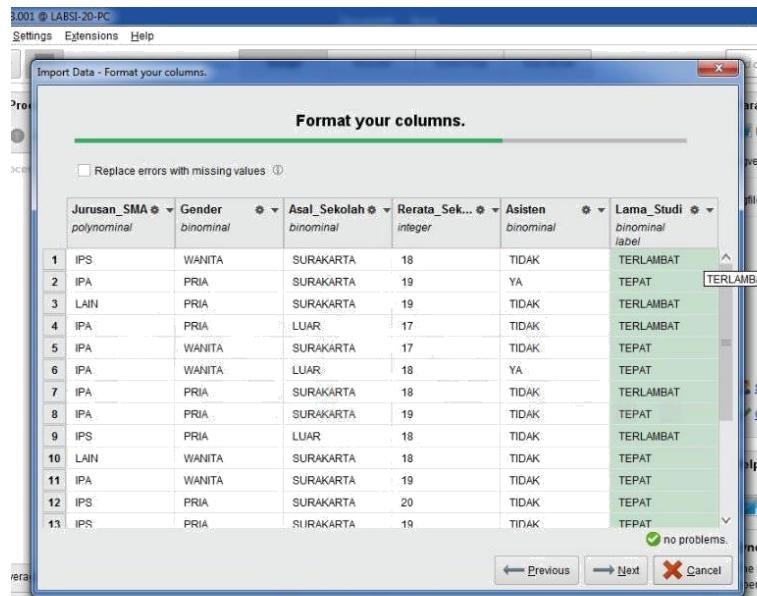 3.001 @ LABSI-20-PC
Settings Extensions Help
Import Data - Format your columns.
Format your columns.
Replace errors with missing values
Jurusan_SMA Gender Asal_Sekolah Rerata_Sek... Asisten Lama_Studi
polynominal binominal binominal integer binominal binominal
label
1 IPS WANITA SURAKARTA 18 TIDAK TERLAMBAT
2 IPA PRIA SURAKARTA 19 YA TEPAT
TERLAMBA
3 LAIN PRIA SURAKARTA 19 TIDAK TERLAMBAT
4 IPA PRIA LUAR 17 TIDAK TERLAMBAT
5 IPA WANITA SURAKARTA 17 TIDAK TEPAT
6 IPA WANITA LUAR 18 YA TEPAT
7 IPA PRIA SURAKARTA 18 TIDAK TERLAMBAT
8 IPA PRIA SURAKARTA 19 TIDAK TEPAT
9 IPS PRIA LUAR 18 TIDAK TERLAMBAT
10 LAIN WANITA SURAKARTA 18 TIDAK TEPAT
11 IPA WANITA SURAKARTA 19 TIDAK TEPAT
12 IPS PRIA SURAKARTA 20 TIDAK TEPAT
13 IPS PRIA SURAKARTA 19 TIDAK TEPAT
no problems.
Previous Next Cancel